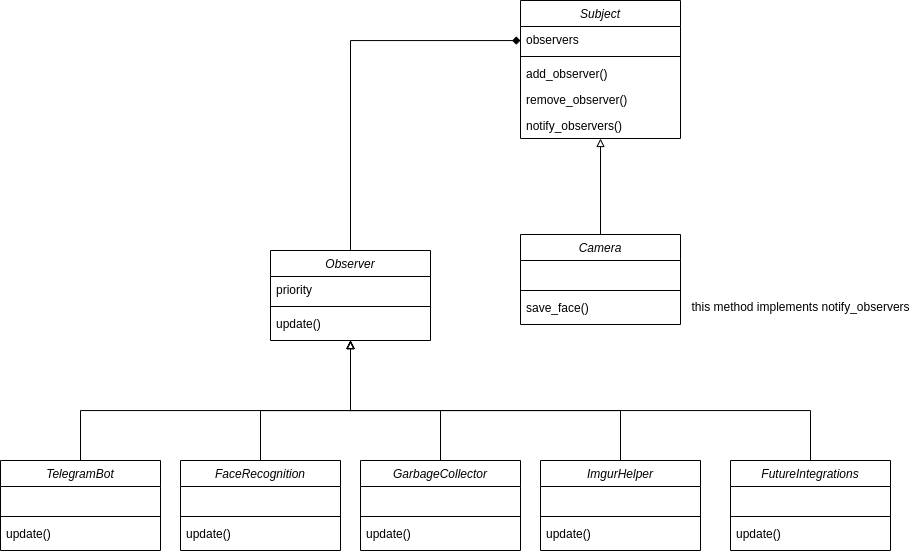 Subject
observers
add_observer()
remove_observer()
notify_observers()
Observer
priority
update()
Camera
save_face()
this method implements notify_observers
TelegramBot
update()
FaceRecognition
update()
GarbageCollector
update()
ImgurHelper
update()
FutureIntegrations
update()